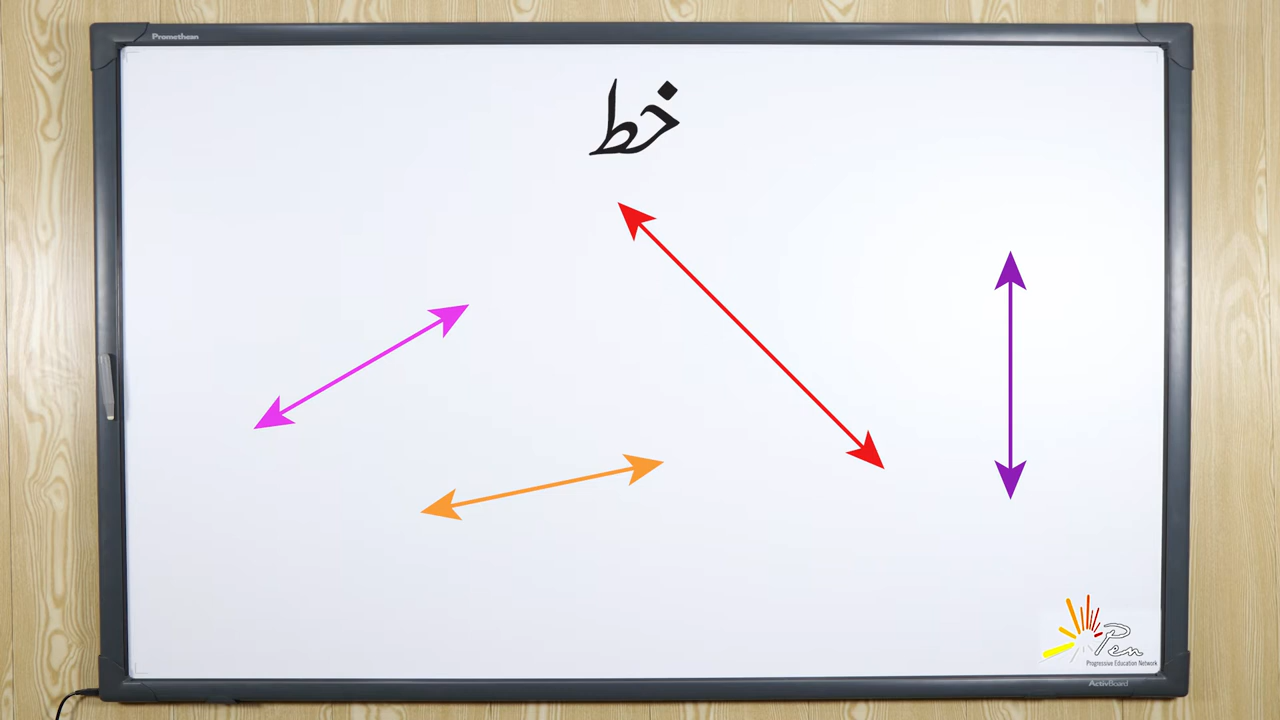 Promethean
خط
Pen
Progressive Education Network
ActivBoard